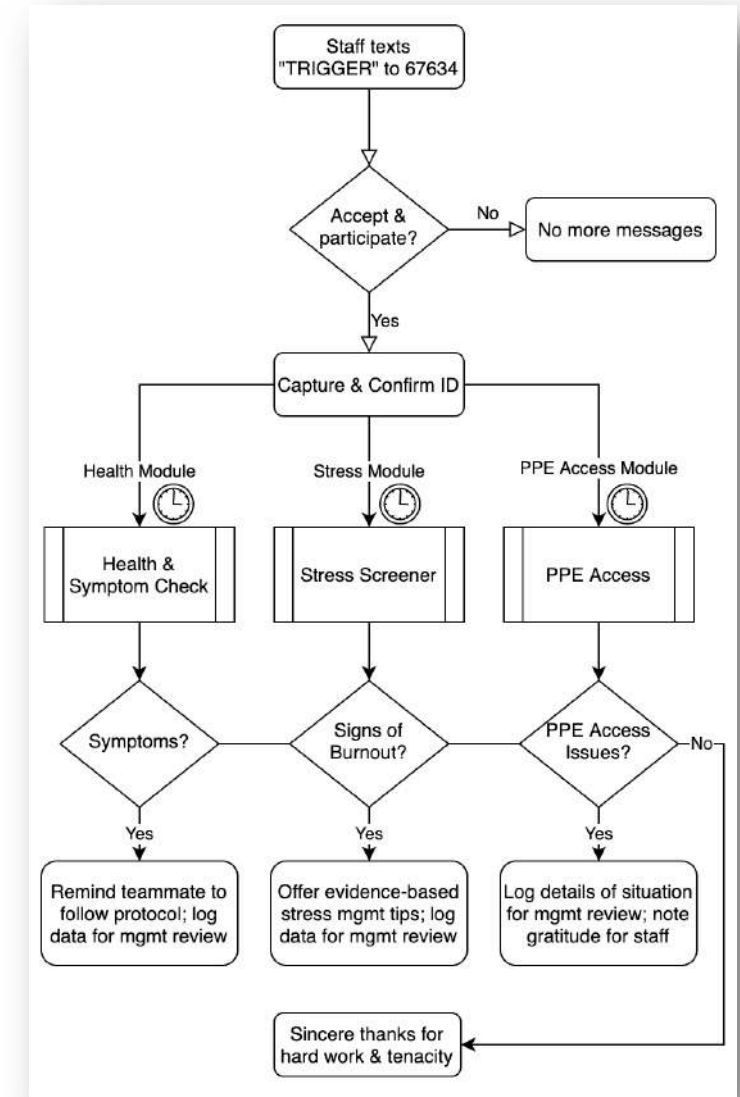 Staff texts
"TRIGGER" to 67634
Accept &
participate?
No
No more messages
Yes
Capture & Confirm ID
Health Module
Stress Module
PPE Access Module
Health &
Symptom Check
Stress Screener
PPE Access
Symptoms?
Signs of
Burnout?
PPE Access
Issues?
No
Yes
Yes
Yes
Remind teammate to
follow protocol; log
data for mgmt review
Offer evidence-based
stress mgmt tips; log
data for mgmt review
Log details of situation
for mgmt review; note
gratitude for staff
Sincere thanks for
hard work & tenacity